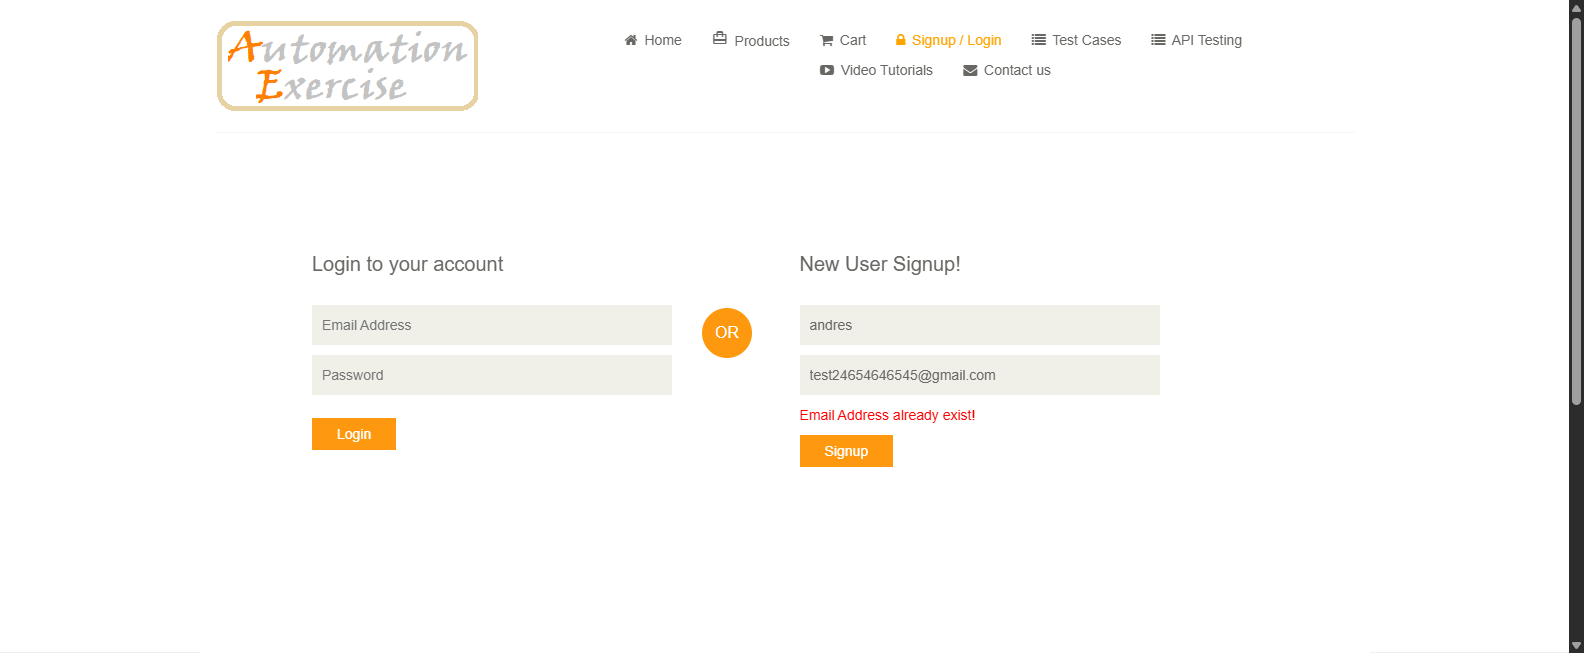 Automation
Exercise
Home Products Cart Signup / Login Test Cases API Testing
Video Tutorials Contact us
Login to your account
Email Address
Password
Login
OR
New User Signup!
andres
test24654646545@gmail.com
Email Address already exist!
Signup